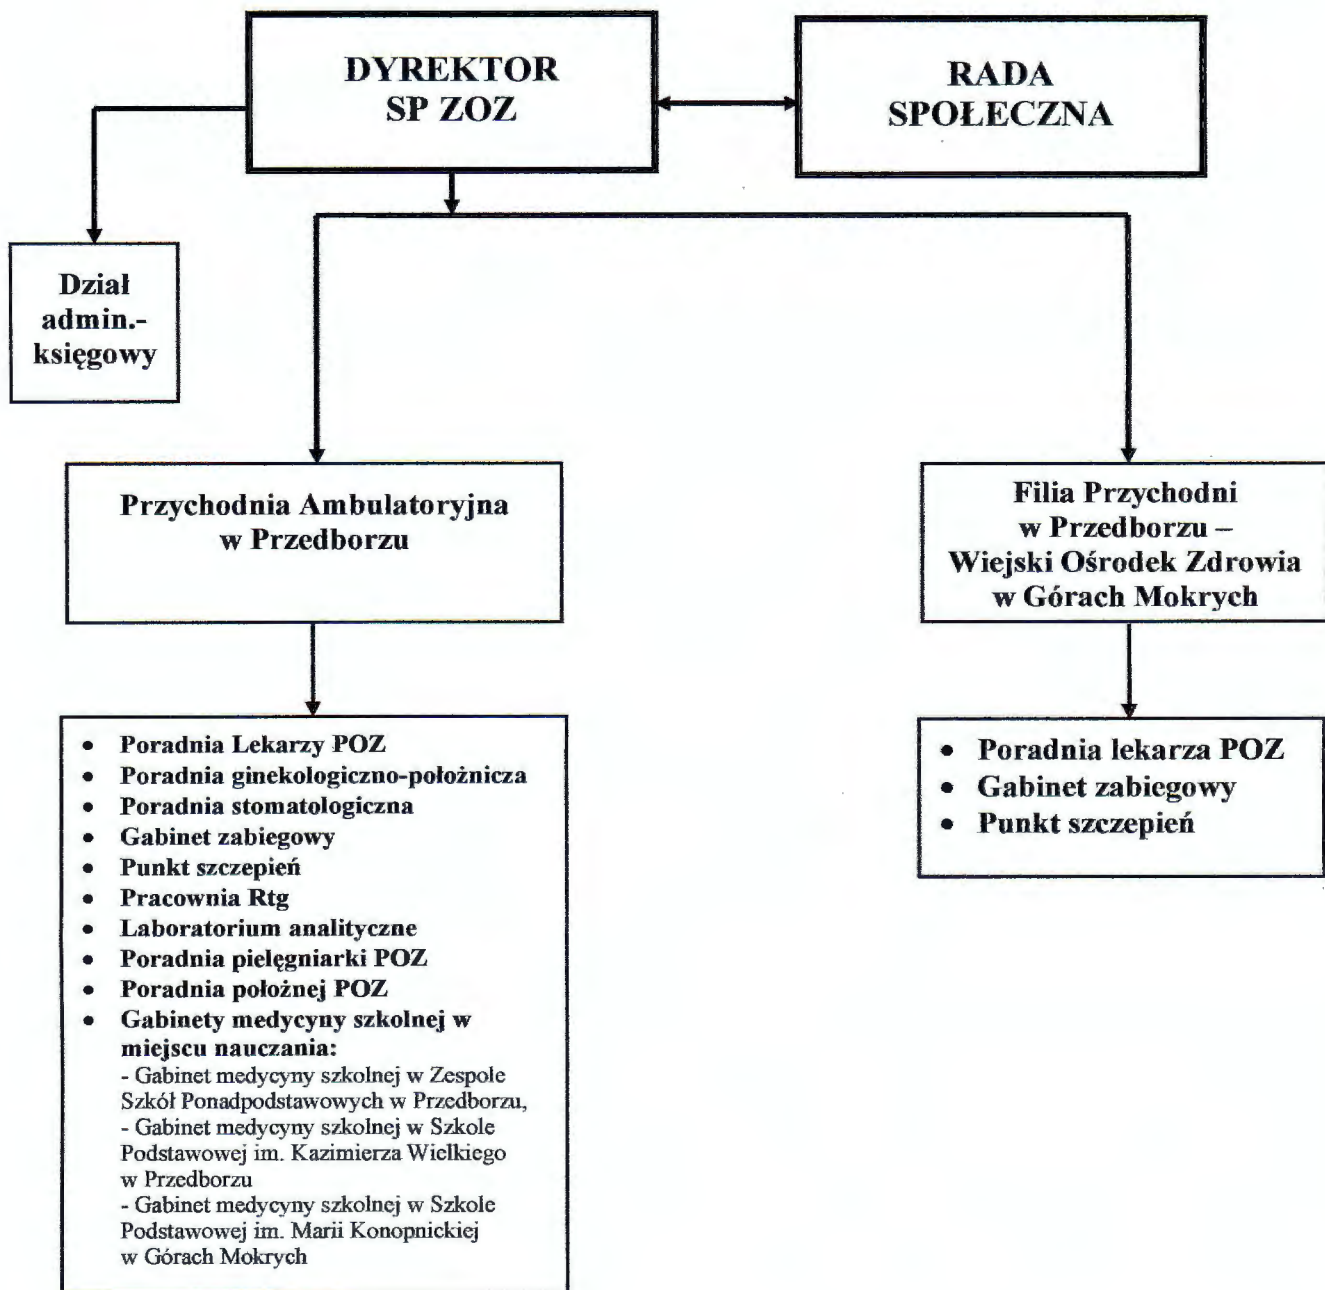 DYREKTOR
SP ZOZ
RADA
SPOŁECZNA
Dział
admin.-
księgowy
Przychodnia Ambulatoryjna
w Przedborzu
Filia Przychodni
w Przedborzu –
Wiejski Ośrodek Zdrowia
w Górach Mokrych
• Poradnia Lekarzy POZ
• Poradnia ginekologiczno-położnicza
• Poradnia stomatologiczna
• Gabinet zabiegowy
• Punkt szczepień
• Pracownia Rtg
• Laboratorium analityczne
• Poradnia pielęgniarki POZ
• Poradnia położnej POZ
• Gabinety medycyny szkolnej w
miejscu nauczania:
- Gabinet medycyny szkolnej w Zespole
Szkół Ponadpodstawowych w Przedborzu,
- Gabinet medycyny szkolnej w Szkole
Podstawowej im. Kazimierza Wielkiego
w Przedborzu
- Gabinet medycyny szkolnej w Szkole
Podstawowej im. Marii Konopnickiej
w Górach Mokrych
• Poradnia lekarza POZ
• Gabinet zabiegowy
• Punkt szczepień